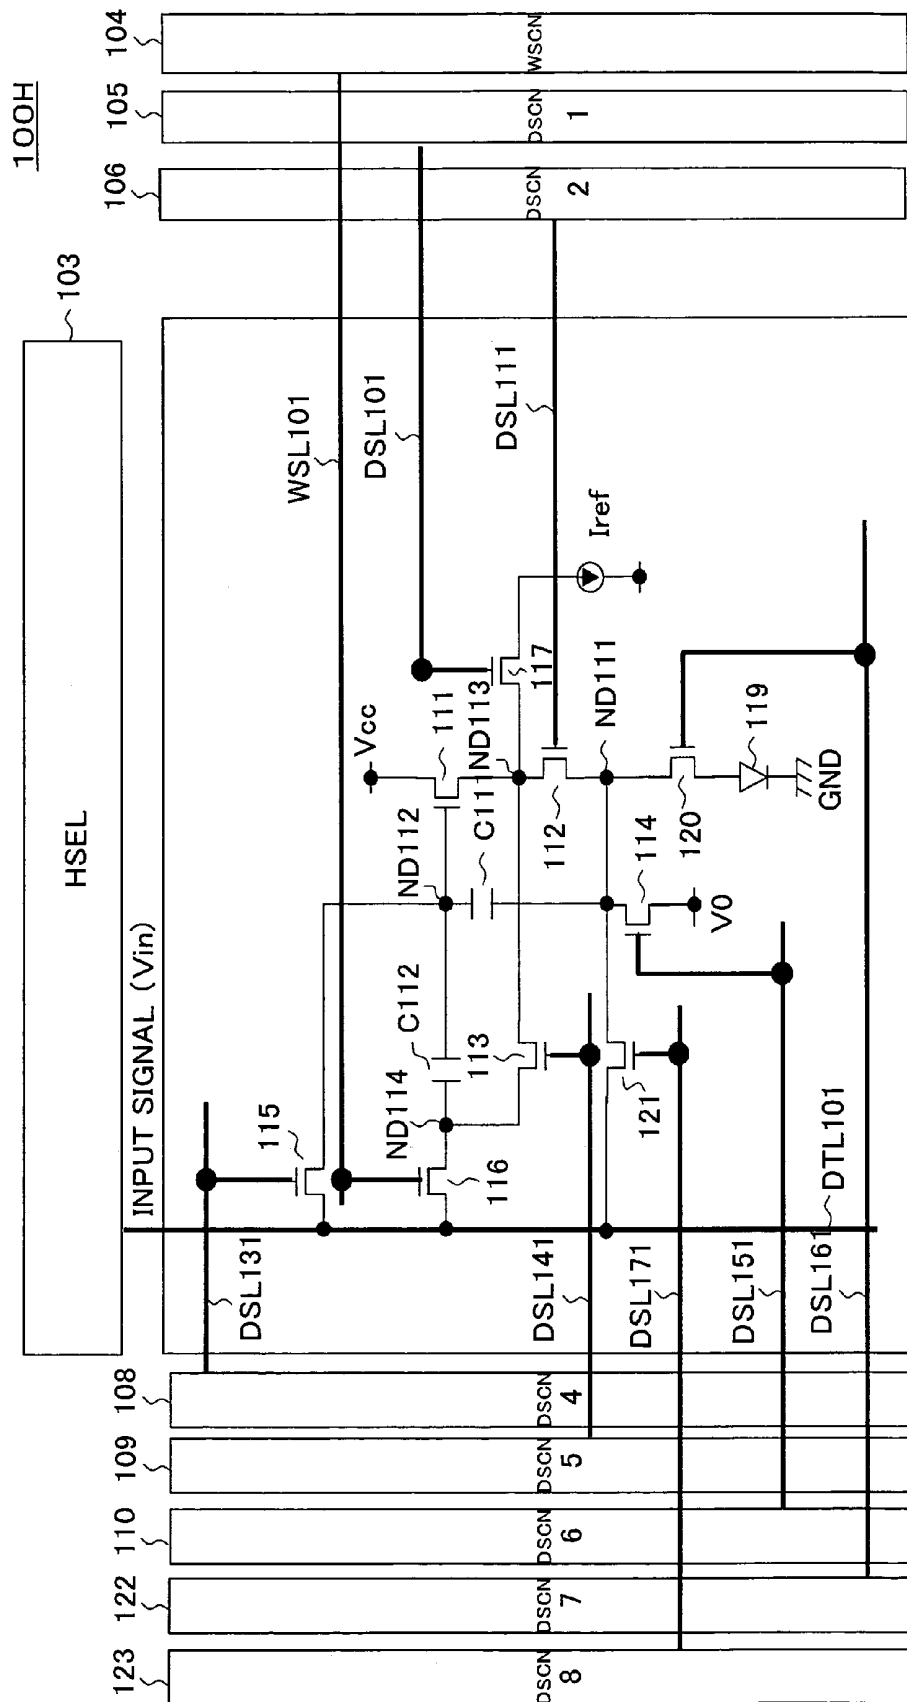 100H
103
HSEL
INPUT SIGNAL (Vin)
104
WSCN
105
DSCN
1
106
DSCN
2
WSL101
DSL101
DSL111
Vcc
111
ND112
ND113
C111
117
Iref
112
ND111
C112
ND114
113
115
116
114
120
119
GND
V0
121
DTL101
DSL131
DSL141
DSL171
DSL151
DSL161
108
DSCN
4
109
DSCN
5
110
DSCN
6
122
DSCN
7
123
DSCN
8